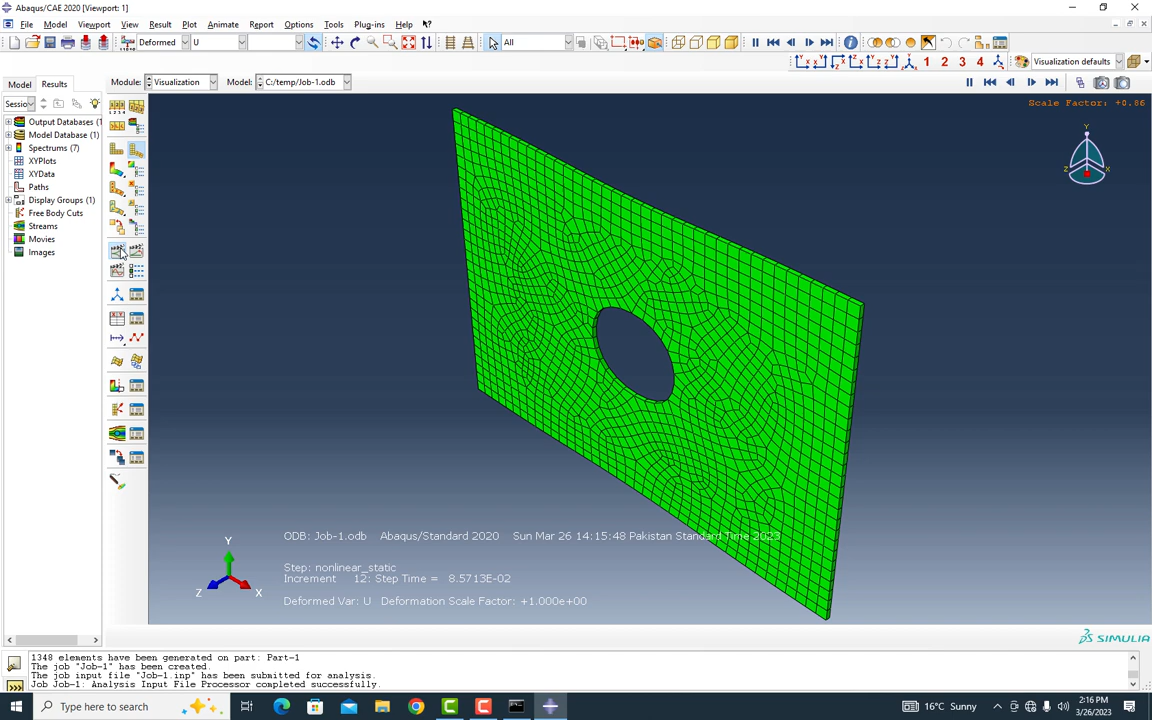 Abaqus/CAE 2020 [Viewport: 1]
File Model Viewport View Result Plot Animate Report Options Tools Plug-ins Help
Deformed U All
1 2 3 4 Visualization defaults
Model Results Module: Visualization Model: C:/temp/Job-1.odb
Sessio
Output Databases (1
Model Database (1)
Spectrums (7)
XYPlots
XYData
Paths
Display Groups (1)
Free Body Cuts
Streams
Movies
Images
Scale Factor: +0.86
Y
Z X
ODB: Job-1.odb Abaqus/Standard 2020 Sun Mar 26 14:15:48 Pakistan Standard Time 2023
Step: nonlinear_static
Increment 12: Step Time = 8.5713E-02
Deformed Var: U Deformation Scale Factor: +1.000e+00
Y
Z X
SIMULIA
1348 elements have been generated on part: Part-1
The job "Job-1" has been created.
The job input file "Job-1.inp" has been submitted for analysis.
Job Job-1: Analysis Input File Processor completed successfully.
Type here to search
16°C Sunny
2:16 PM
3/26/2023